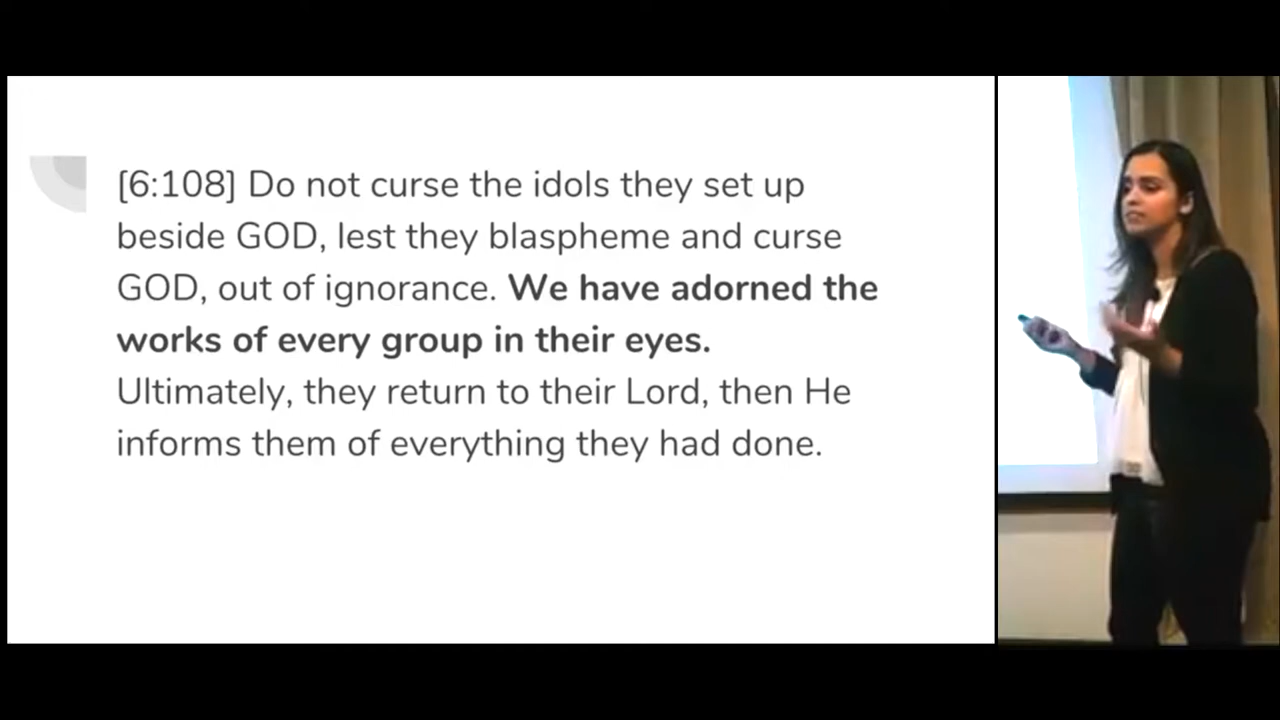 [6:108] Do not curse the idols they set up
beside GOD, lest they blaspheme and curse
GOD, out of ignorance. We have adorned the
works of every group in their eyes.
Ultimately, they return to their Lord, then He
informs them of everything they had done.